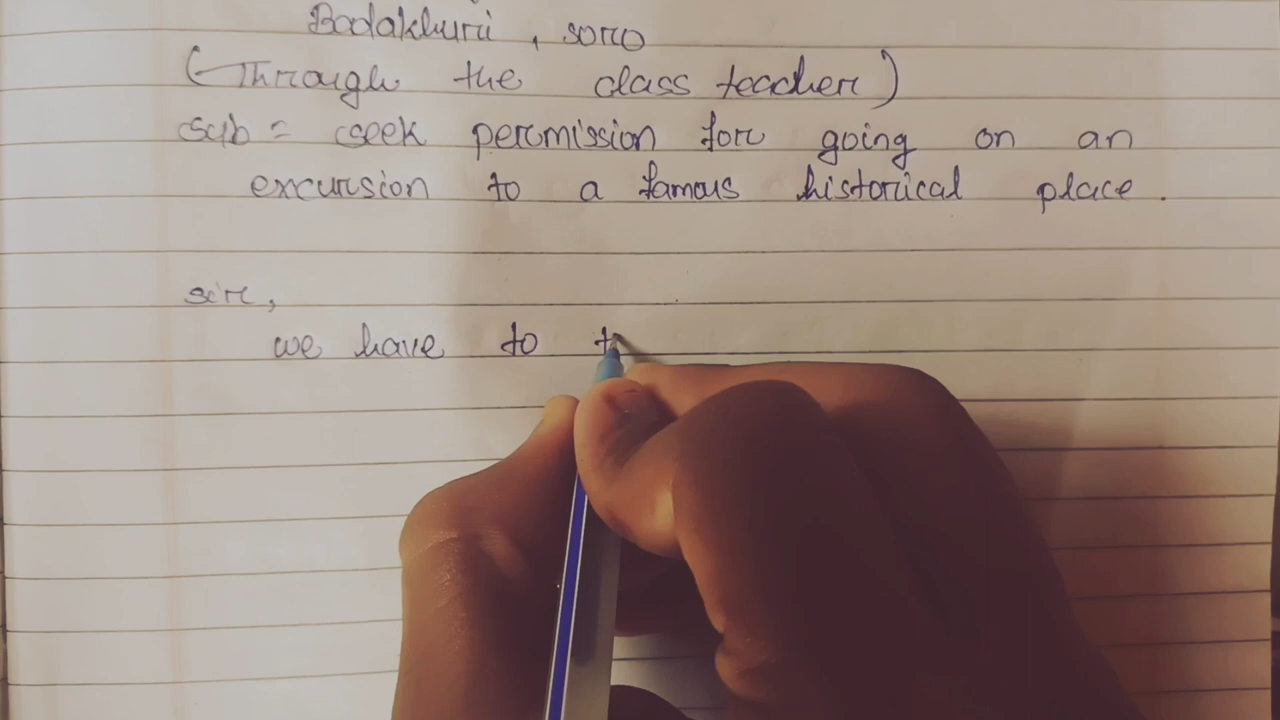 Badakhuri, soro
(Through the class teacher)
sub = seek permission for going on an
excursion to a famous historical place.
sir,
we have to t